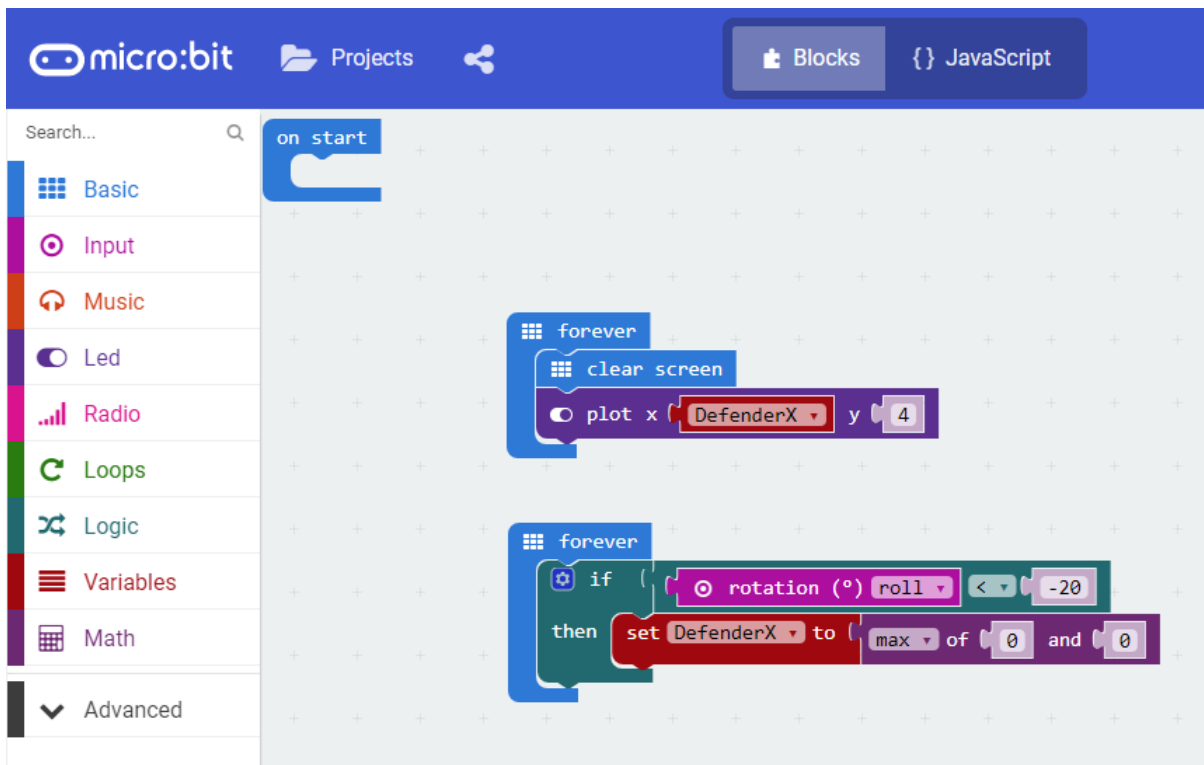 micro:bit Projects Blocks {} JavaScript
Search...
Basic
Input
Music
Led
Radio
Loops
Logic
Variables
Math
Advanced
on start
forever
clear screen
plot x DefenderX y 4
forever
if rotation (º) roll < -20
then set DefenderX to max of 0 and 0